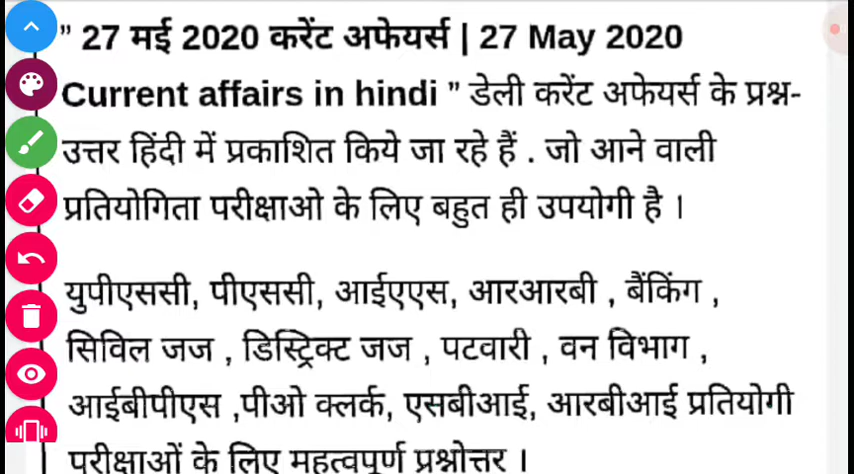 ” 27 मई 2020 करेंट अफेयर्स | 27 May 2020
Current affairs in hindi ” डेली करेंट अफेयर्स के प्रश्न-
उत्तर हिंदी में प्रकाशित किये जा रहे हैं . जो आने वाली
प्रतियोगिता परीक्षाओ के लिए बहुत ही उपयोगी है ।
युपीएससी, पीएससी, आईएएस, आरआरबी , बैंकिंग ,
सिविल जज , डिस्ट्रिक्ट जज , पटवारी , वन विभाग ,
आईबीपीएस ,पीओ क्लर्क, एसबीआई, आरबीआई प्रतियोगी
परीक्षाओं के लिए महत्वपूर्ण प्रश्नोत्तर ।